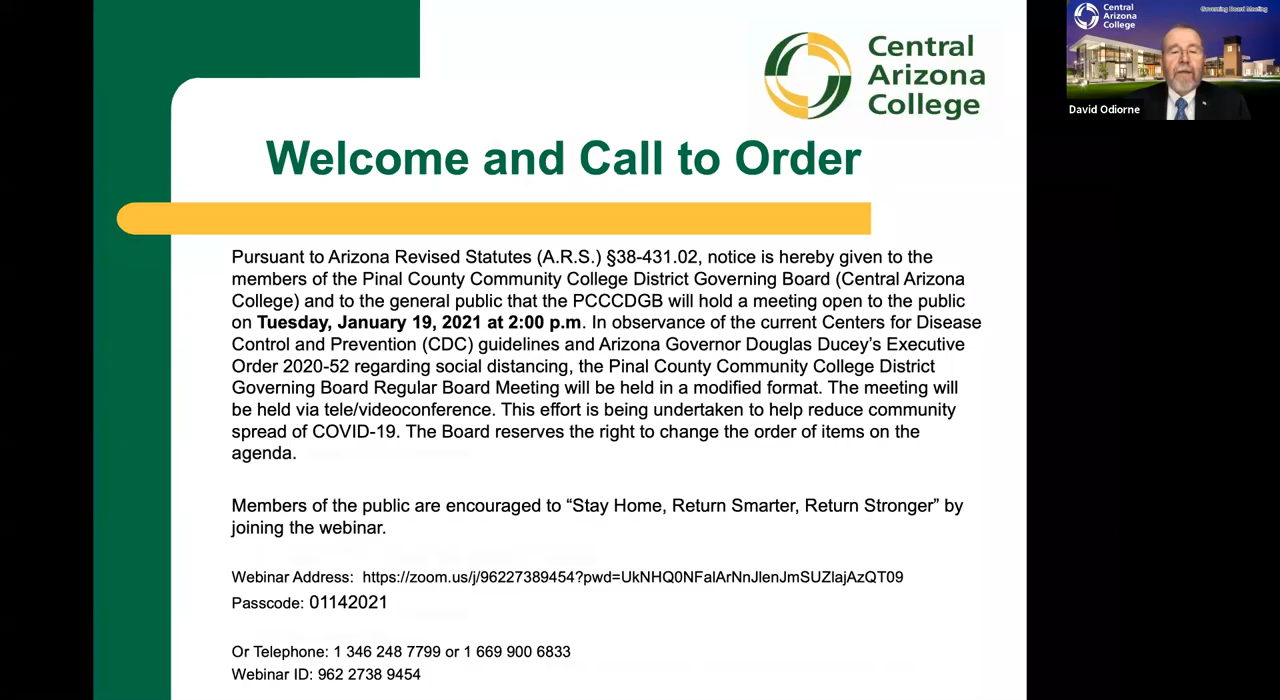 Central
Arizona
College
Welcome and Call to Order
Pursuant to Arizona Revised Statutes (A.R.S.) §38-431.02, notice is hereby given to the
members of the Pinal County Community College District Governing Board (Central Arizona
College) and to the general public that the PCCCDGB will hold a meeting open to the public
on Tuesday, January 19, 2021 at 2:00 p.m. In observance of the current Centers for Disease
Control and Prevention (CDC) guidelines and Arizona Governor Douglas Ducey’s Executive
Order 2020-52 regarding social distancing, the Pinal County Community College District
Governing Board Regular Board Meeting will be held in a modified format. The meeting will
be held via tele/videoconference. This effort is being undertaken to help reduce community
spread of COVID-19. The Board reserves the right to change the order of items on the
agenda.
Members of the public are encouraged to “Stay Home, Return Smarter, Return Stronger” by
joining the webinar.
Webinar Address: https://zoom.us/j/96227389454?pwd=UkNHQ0NFalArNnJlenJmSUZlajAzQT09
Passcode: 01142021
Or Telephone: 1 346 248 7799 or 1 669 900 6833
Webinar ID: 962 2738 9454
Central
Arizona
College
Governing Board Meeting
David Odiorne